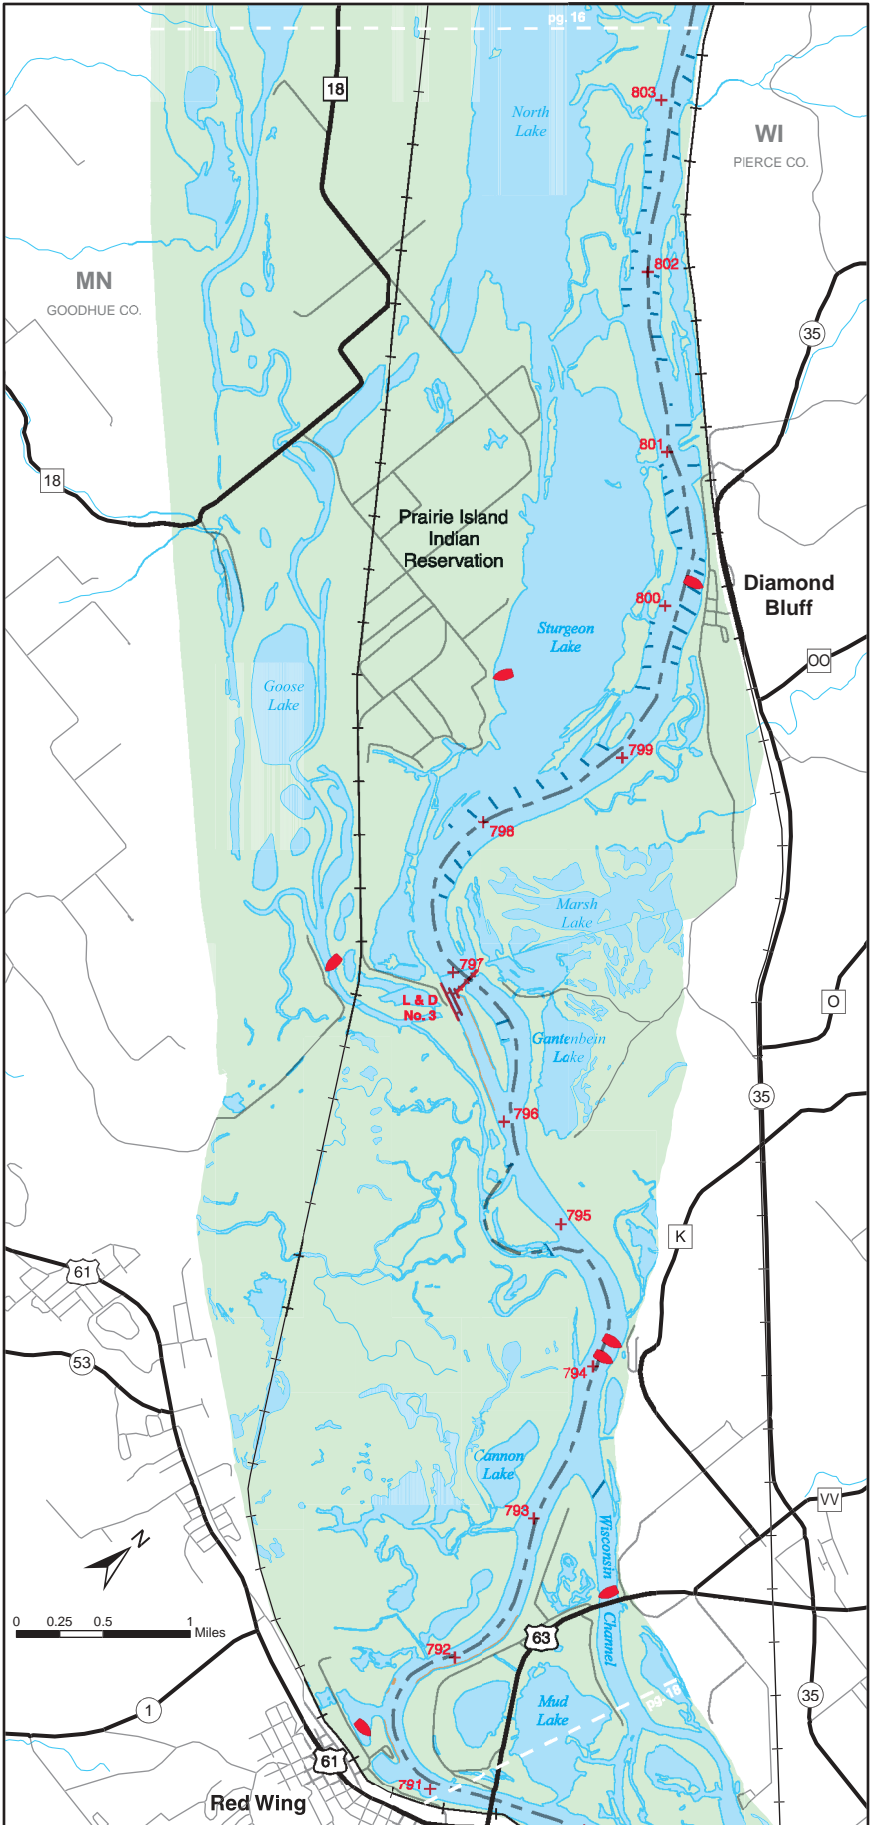 pg. 16
18
803
North
Lake
WI
PIERCE CO.
802
MN
GOODHUE CO.
35
801
18
Prairie Island
Indian
Reservation
Diamond
Bluff
800
Sturgeon
Lake
OO
Goose
Lake
799
798
Marsh
Lake
797
L & D
No. 3
O
Gantenbein
Lake
35
796
795
K
61
53
794
Cannon
Lake
VV
793
Wisconsin
Channel
N
0 0.25 0.5 1
Miles
63
792
1
Mud
Lake
pg. 18
35
61
791
Red Wing